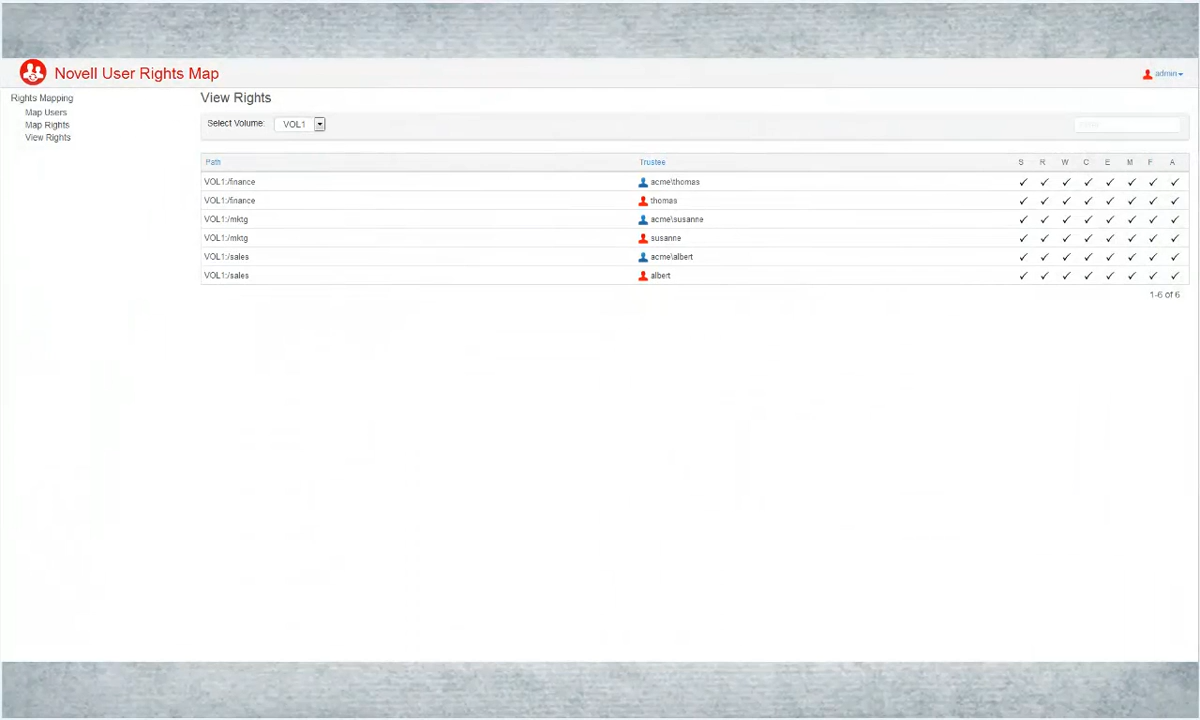 Novell User Rights Map
admin
Rights Mapping
Map Users
Map Rights
View Rights
View Rights
Select Volume: VOL1
Path Trustee S R W C E M F A
VOL1:/finance acme\thomas ✓ ✓ ✓ ✓ ✓ ✓ ✓ ✓
VOL1:/finance thomas ✓ ✓ ✓ ✓ ✓ ✓ ✓ ✓
VOL1:/mktg acme\susanne ✓ ✓ ✓ ✓ ✓ ✓ ✓ ✓
VOL1:/mktg susanne ✓ ✓ ✓ ✓ ✓ ✓ ✓ ✓
VOL1:/sales acme\albert ✓ ✓ ✓ ✓ ✓ ✓ ✓ ✓
VOL1:/sales albert ✓ ✓ ✓ ✓ ✓ ✓ ✓ ✓
1-6 of 6